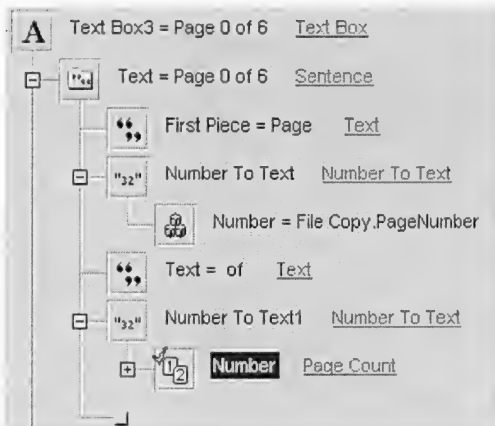 A Text Box3 = Page 0 of 6 Text Box
Text = Page 0 of 6 Sentence
First Piece = Page Text
"32" Number To Text Number To Text
Number = File Copy.PageNumber
Text = of Text
"32" Number To Text1 Number To Text
12 Number Page Count